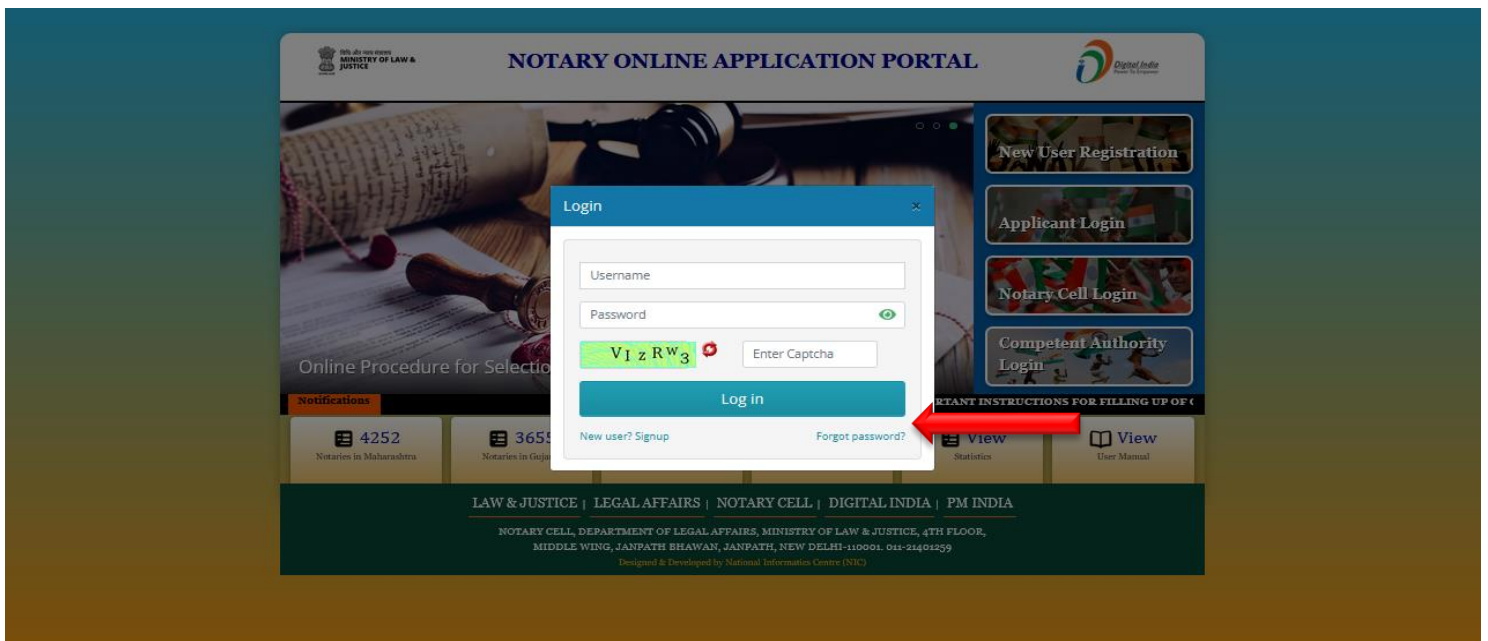 विधि और न्याय मंत्रालय
MINISTRY OF LAW &
JUSTICE
NOTARY ONLINE APPLICATION PORTAL
Digital India
Power To Empower
New User Registration
Applicant Login
Notary Cell Login
Competent Authority
Login
Login
×
Username
Password
VIzRW3
Enter Captcha
Log in
New user? Signup
Forgot password?
Online Procedure for Selectio
Notifications
RTANT INSTRUCTIONS FOR FILLING UP OF
4252
Notaries in Maharashtra
3655
Notaries in Guja
View
Statistics
View
User Manual
LAW & JUSTICE | LEGAL AFFAIRS | NOTARY CELL | DIGITAL INDIA | PM INDIA
NOTARY CELL, DEPARTMENT OF LEGAL AFFAIRS, MINISTRY OF LAW & JUSTICE, 4TH FLOOR,
MIDDLE WING, JANPATH BHAWAN, JANPATH, NEW DELHI-110001. 011-21401259
Designed & Developed by National Informatics Centre (NIC)